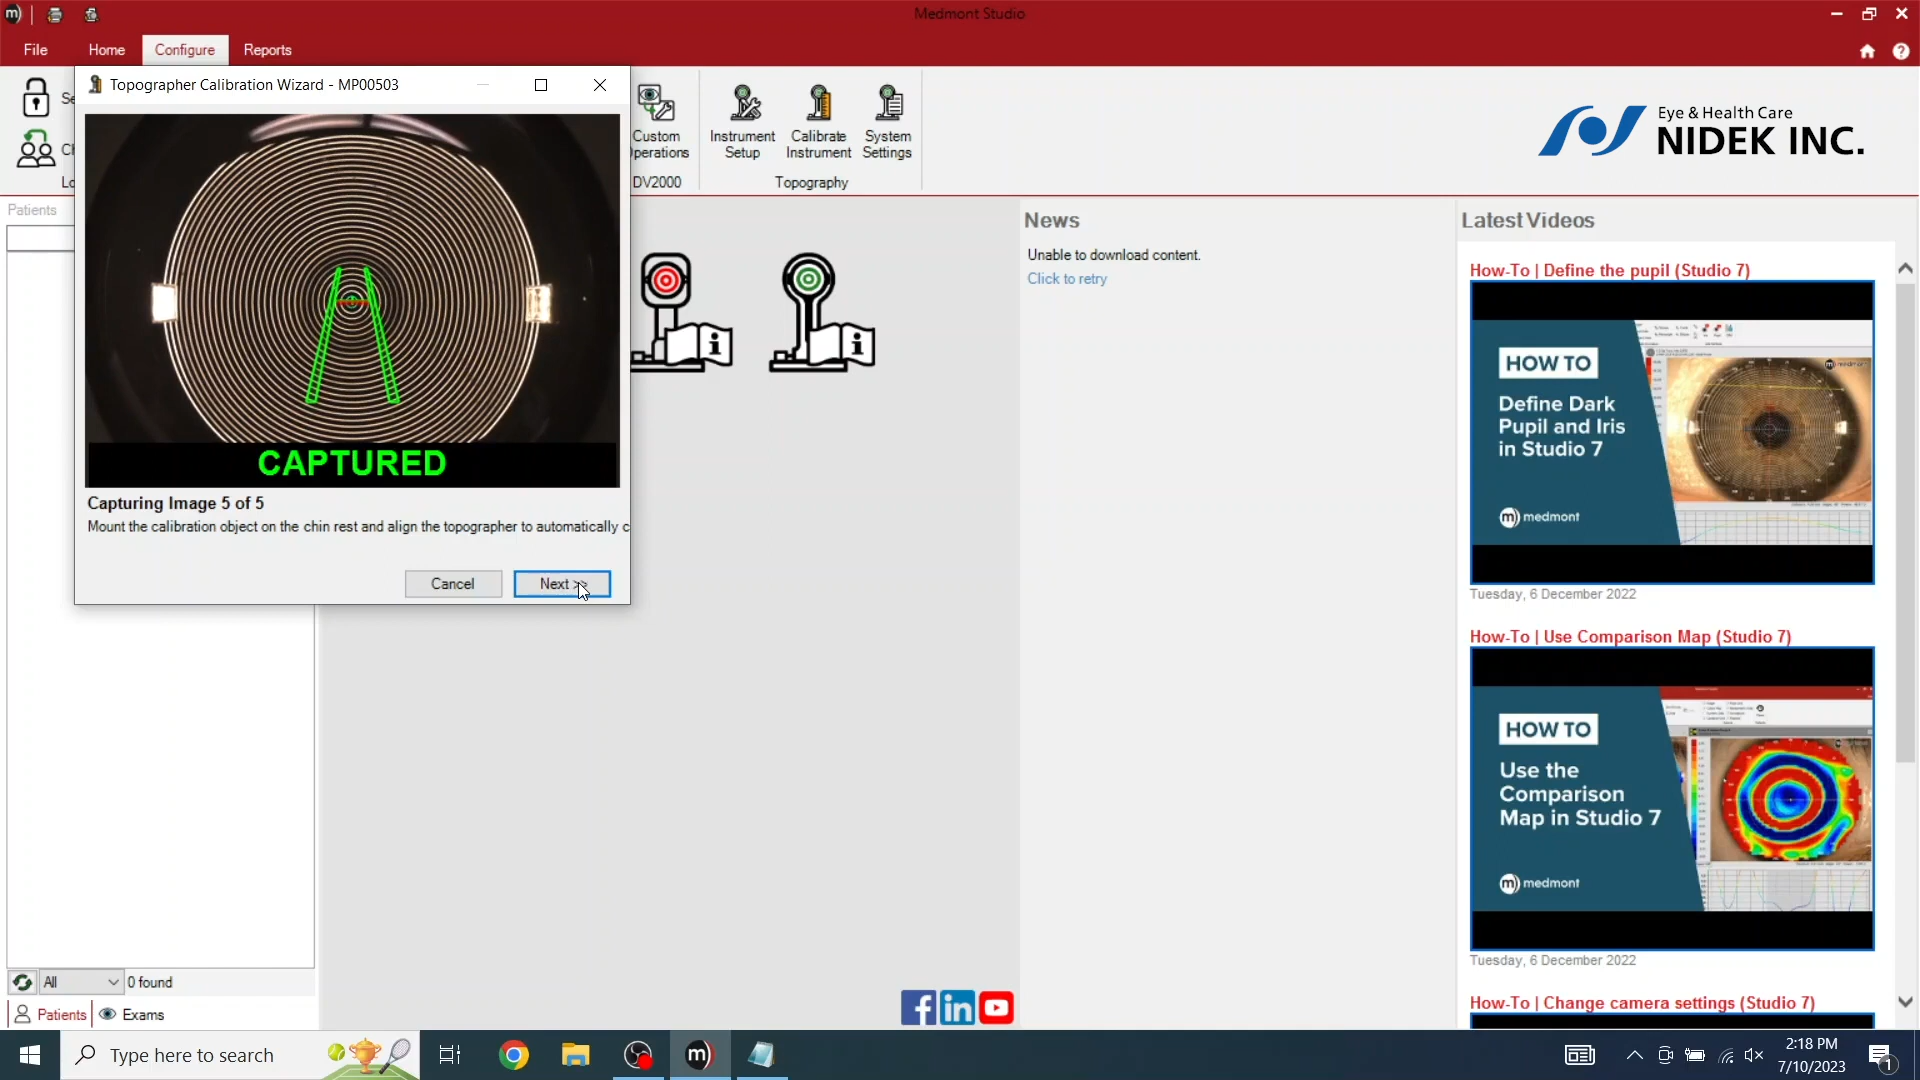 Medmont Studio
File
Home
Configure
Reports
Topographer Calibration Wizard - MP00503
Custom
Operations
DV2000
Instrument
Setup
Calibrate
Instrument
System
Settings
Topography
Eye & Health Care
NIDEK INC.
Patients
CAPTURED
Capturing Image 5 of 5
Mount the calibration object on the chin rest and align the topographer to automatically c
Cancel
Next >>
News
Unable to download content.
Click to retry
Latest Videos
How-To | Define the pupil (Studio 7)
HOW TO
Define Dark
Pupil and Iris
in Studio 7
m) medmont
Tuesday, 6 December 2022
How-To | Use Comparison Map (Studio 7)
HOW TO
Use the
Comparison
Map in Studio 7
m) medmont
Tuesday, 6 December 2022
How-To | Change camera settings (Studio 7)
All
0 found
Patients
Exams
Type here to search
2:18 PM
7/10/2023
1